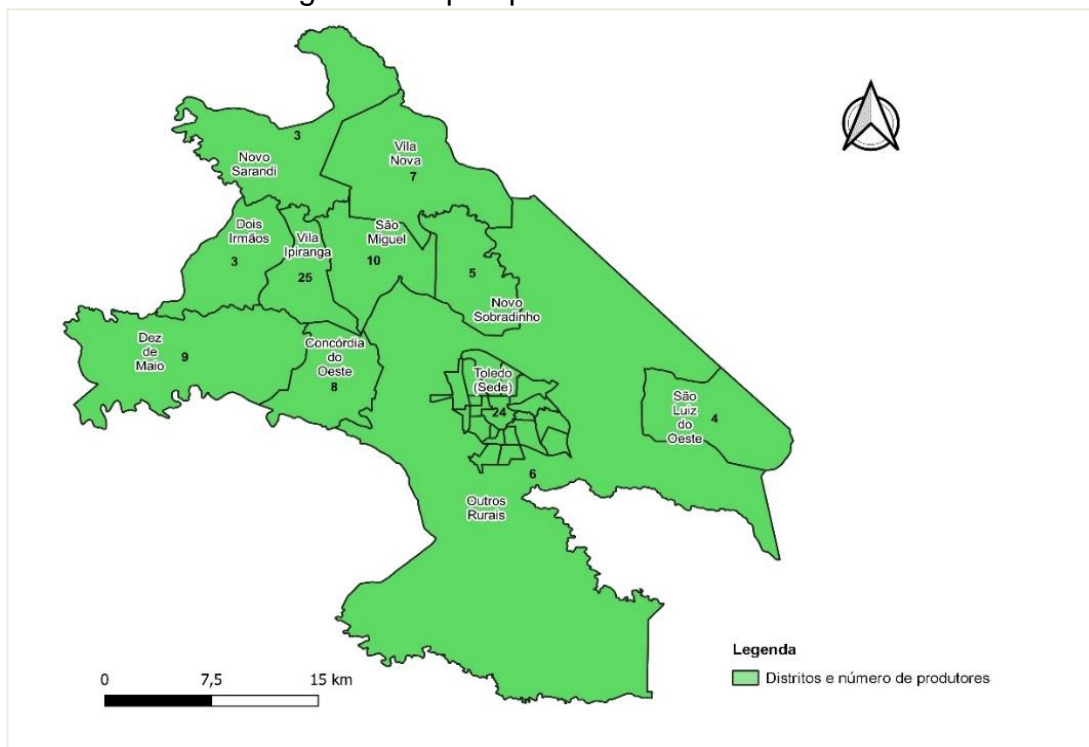 3
Novo
Sarandi
Vila
Nova
7
Dois
Irmãos
3
Vila
Ipiranga
25
São
Miguel
10
5
Novo
Sobradinho
Dez
de
Maio
9
Concórdia
do
Oeste
8
Toledo
(Sede)
24
São
Luiz
do
Oeste
4
6
Outros
Rurais
Legenda
Distritos e número de produtores
0 7,5 15 km